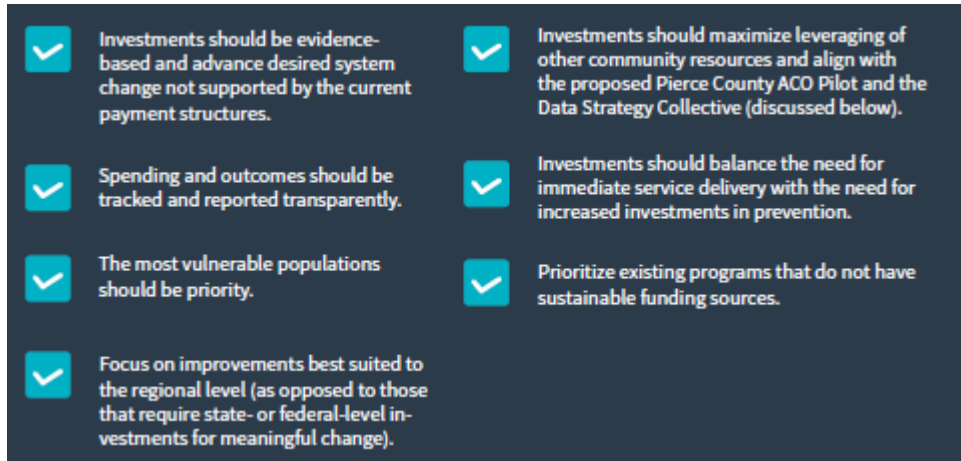 Investments should be evidence-
based and advance desired system
change not supported by the current
payment structures.
Spending and outcomes should be
tracked and reported transparently.
The most vulnerable populations
should be priority.
Focus on improvements best suited to
the regional level (as opposed to those
that require state- or federal-level in-
vestments for meaningful change).
Investments should maximize leveraging of
other community resources and align with
the proposed Pierce County ACO Pilot and the
Data Strategy Collective (discussed below).
Investments should balance the need for
immediate service delivery with the need for
increased investments in prevention.
Prioritize existing programs that do not have
sustainable funding sources.